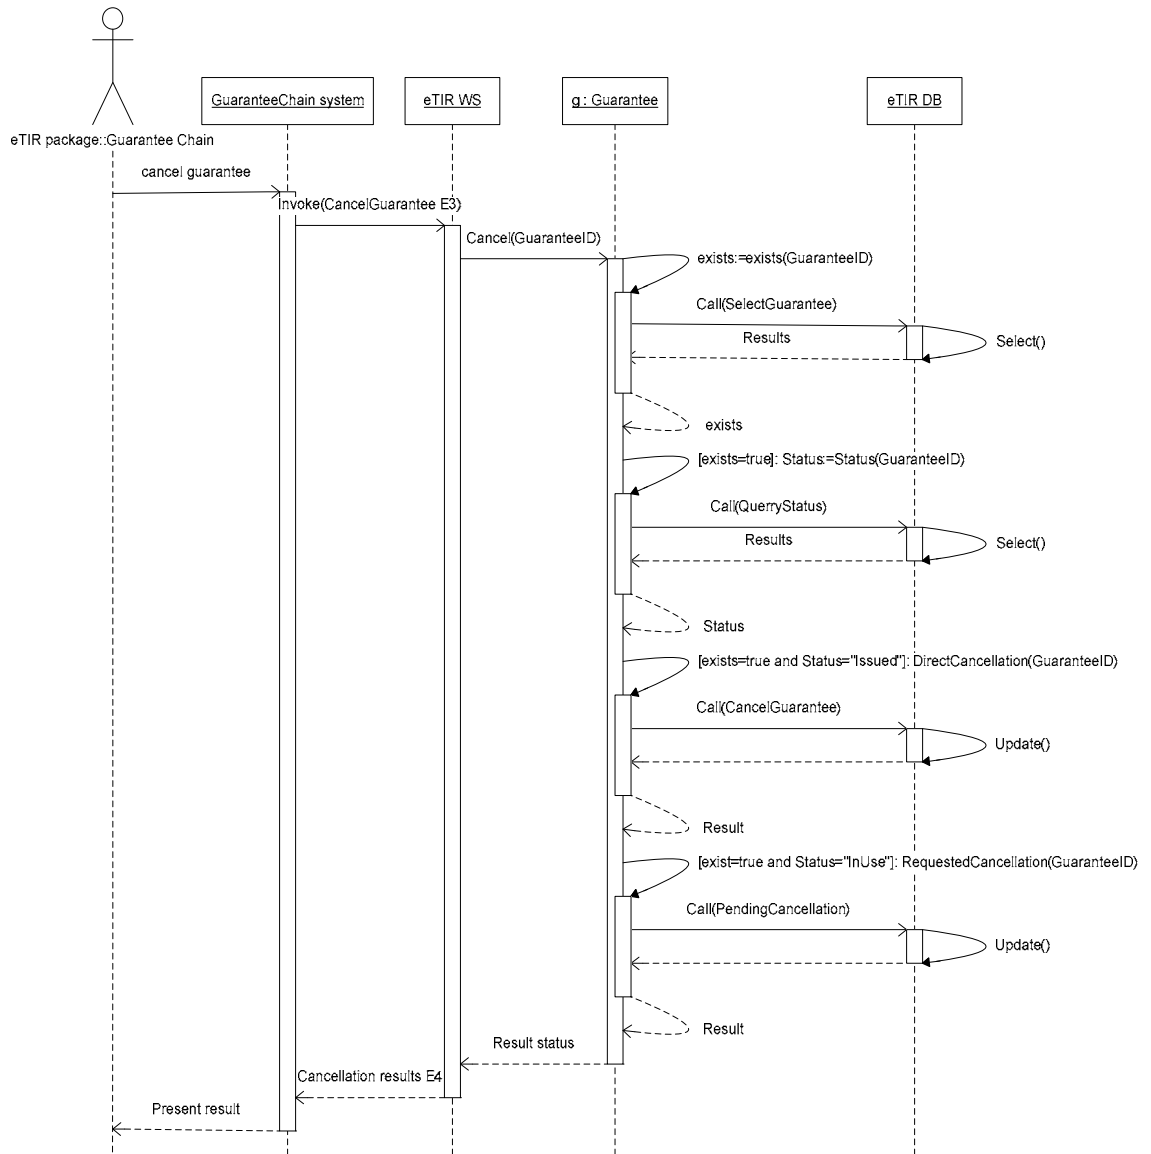 GuaranteeChain system
eTIR WS
g : Guarantee
eTIR DB
eTIR package::Guarantee Chain
cancel guarantee
Invoke(CancelGuarantee E3)
Cancel(GuaranteeID)
exists:=exists(GuaranteeID)
Call(SelectGuarantee)
Results
Select()
exists
[exists=true]: Status:=Status(GuaranteeID)
Call(QuerryStatus)
Results
Select()
Status
[exists=true and Status="Issued"]: DirectCancellation(GuaranteeID)
Call(CancelGuarantee)
Update()
Result
[exist=true and Status="InUse"]: RequestedCancellation(GuaranteeID)
Call(PendingCancellation)
Update()
Result
Result status
Cancellation results E4
Present result